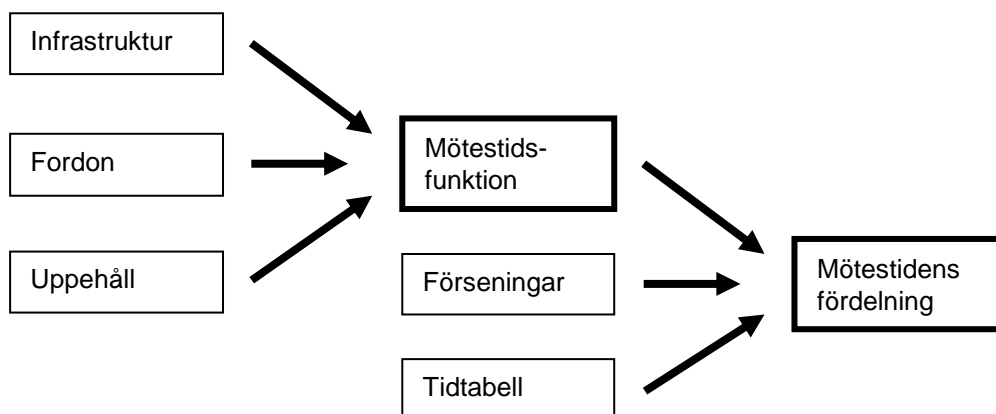 Infrastruktur
Fordon
Uppehåll
Mötestids-
funktion
Förseningar
Tidtabell
Mötestidens
fördelning